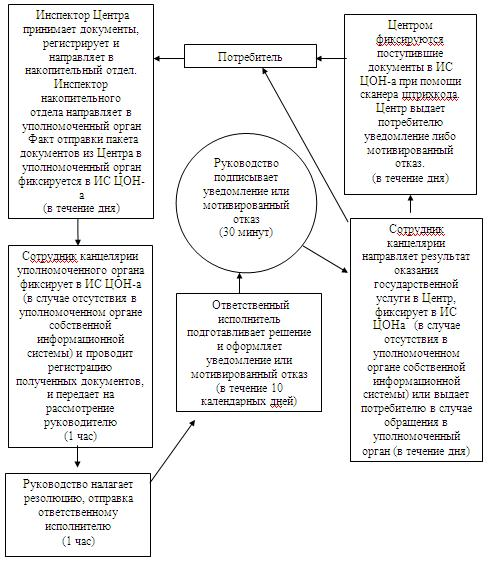 Инспектор Центра
принимает документы,
регистрирует и
направляет в
накопительный отдел.
Инспектор
накопительного
отдела направляет в
уполномоченный орган
Факт отправки пакета
документов из Центра в
уполномоченный орган
фиксируется в ИС ЦОН-
а
(в течение дня)
Потребитель
Центром
фиксируются
поступившие
документы в ИС
ЦОН-а при помощи
сканера штрихкода.
Центр выдает
потребителю
уведомление либо
мотивированный
отказ.
(в течение дня)
Руководство
подписывает
уведомление или
мотивированный
отказ
(30 минут)
Сотрудник канцелярии
уполномоченного органа
фиксирует в ИС ЦОН-а
(в случае отсутствия в
уполномоченном органе
собственной
информационной
системы) и проводит
регистрацию
полученных документов,
и передает на
рассмотрение
руководителю
(1 час)
Ответственный
исполнитель
подготавливает решение
и оформляет
уведомление или
мотивированный отказ
(в течение 10
календарных дней)
Сотрудник
канцелярии
направляет результат
оказания
государственной
услуги в Центр,
фиксирует в ИС
ЦОНа (в случае
отсутствия в
уполномоченном
органе собственной
информационной
системы) или выдает
потребителю в случае
обращения в
уполномоченный
орган (в течение дня)
Руководство налагает
резолюцию, отправка
ответственному
исполнителю
(1 час)